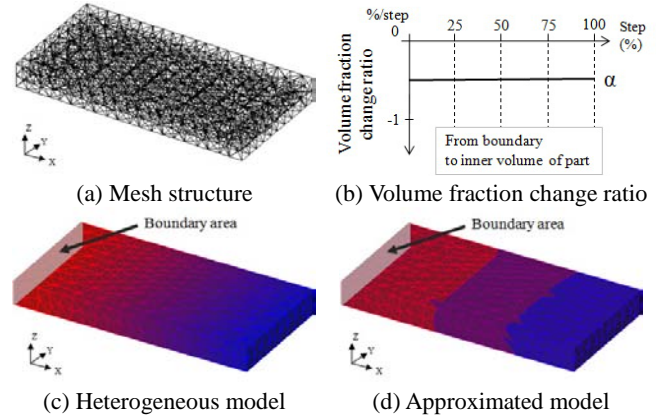 %/step
0
25
50
75
100
Step
(%)
Volume fraction
change ratio
α
-1
From boundary
to inner volume of part
Z
Y
X
(a) Mesh structure
(b) Volume fraction change ratio
Boundary area
Boundary area
Z
Y
X
Z
Y
X
(c) Heterogeneous model
(d) Approximated model